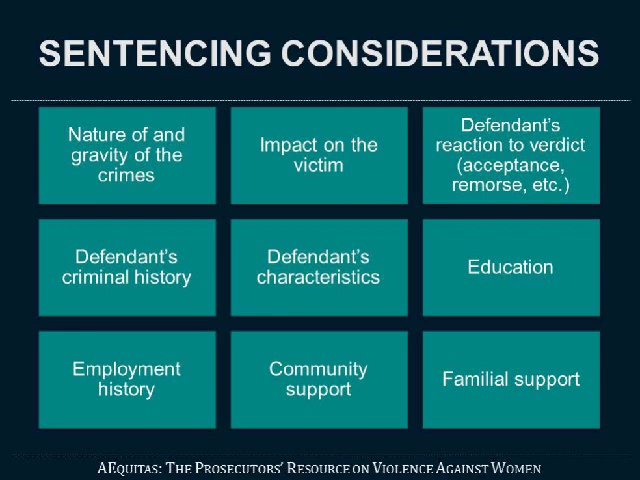 SENTENCING CONSIDERATIONS
Nature of and
gravity of the
crimes
Impact on the
victim
Defendant's
reaction to verdict
(acceptance,
remorse, etc.)
Defendant's
criminal history
Defendant's
characteristics
Education
Employment
history
Community
support
Familial support
AEQUITAS: THE PROSECUTORS' RESOURCE ON VIOLENCE AGAINST WOMEN